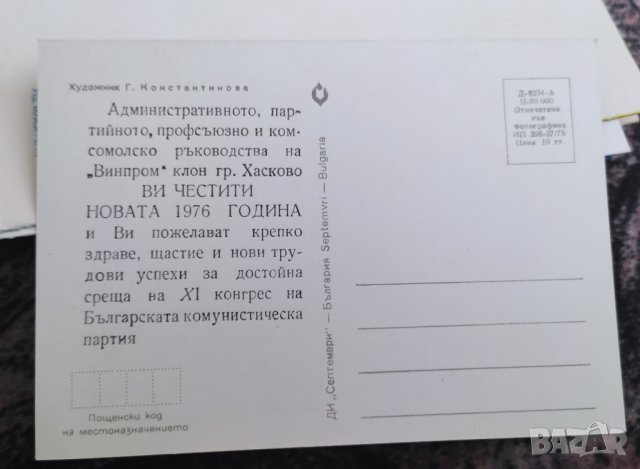 Художник Г. Константинова
Административното, пар-
тийното, профсъюзно и ком-
сомолско ръководства на
„Винпром" клон гр. Хасково
ВИ ЧЕСТИТИ
НОВАТА 1976 ГОДИНА
и Ви пожелават крепко
здраве, щастие и нови тру-
дови успехи за достойна
среща на XI конгрес на
Българската комунистическа
партия
Пощенски код
на местоназначението
ДИ „Септември" — България Septemvri — Bulgaria
Д-8204-А
Отпечатано
във
Фотографика
Цена 10 ст.
BAZAR